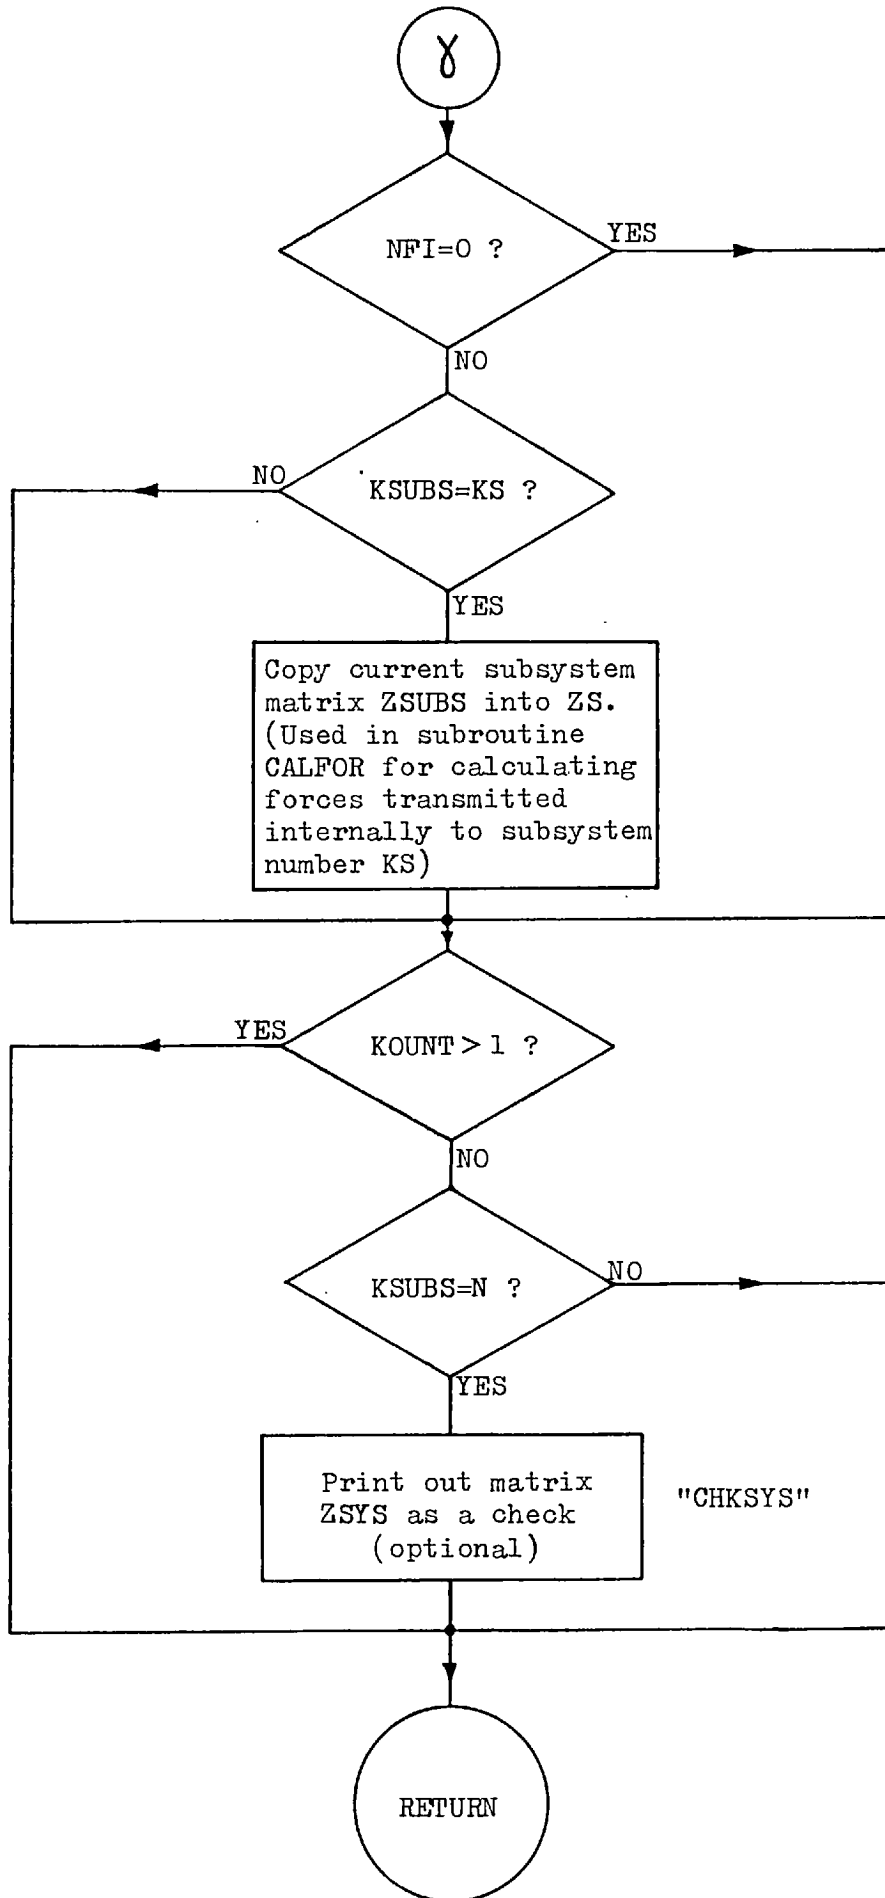 γ
NFI=0 ?
YES
NO
NO
KSUBS=KS ?
YES
Copy current subsystem
matrix ZSUBS into ZS.
(Used in subroutine
CALFOR for calculating
forces transmitted
internally to subsystem
number KS)
YES
KOUNT > 1 ?
NO
KSUBS=N ?
NO
YES
Print out matrix
ZSYS as a check
(optional)
"CHKSYS"
RETURN